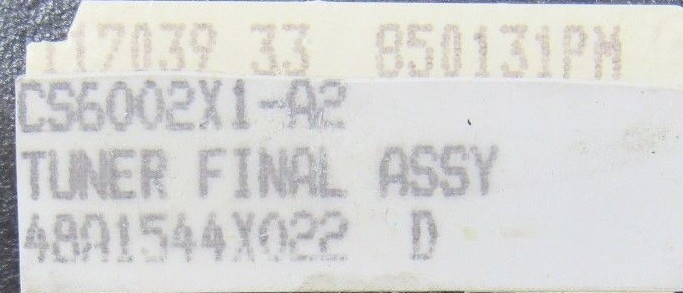 117039 33 850131PM
CS6002X1-A2
TUNER FINAL ASSY
48A1544X022 D